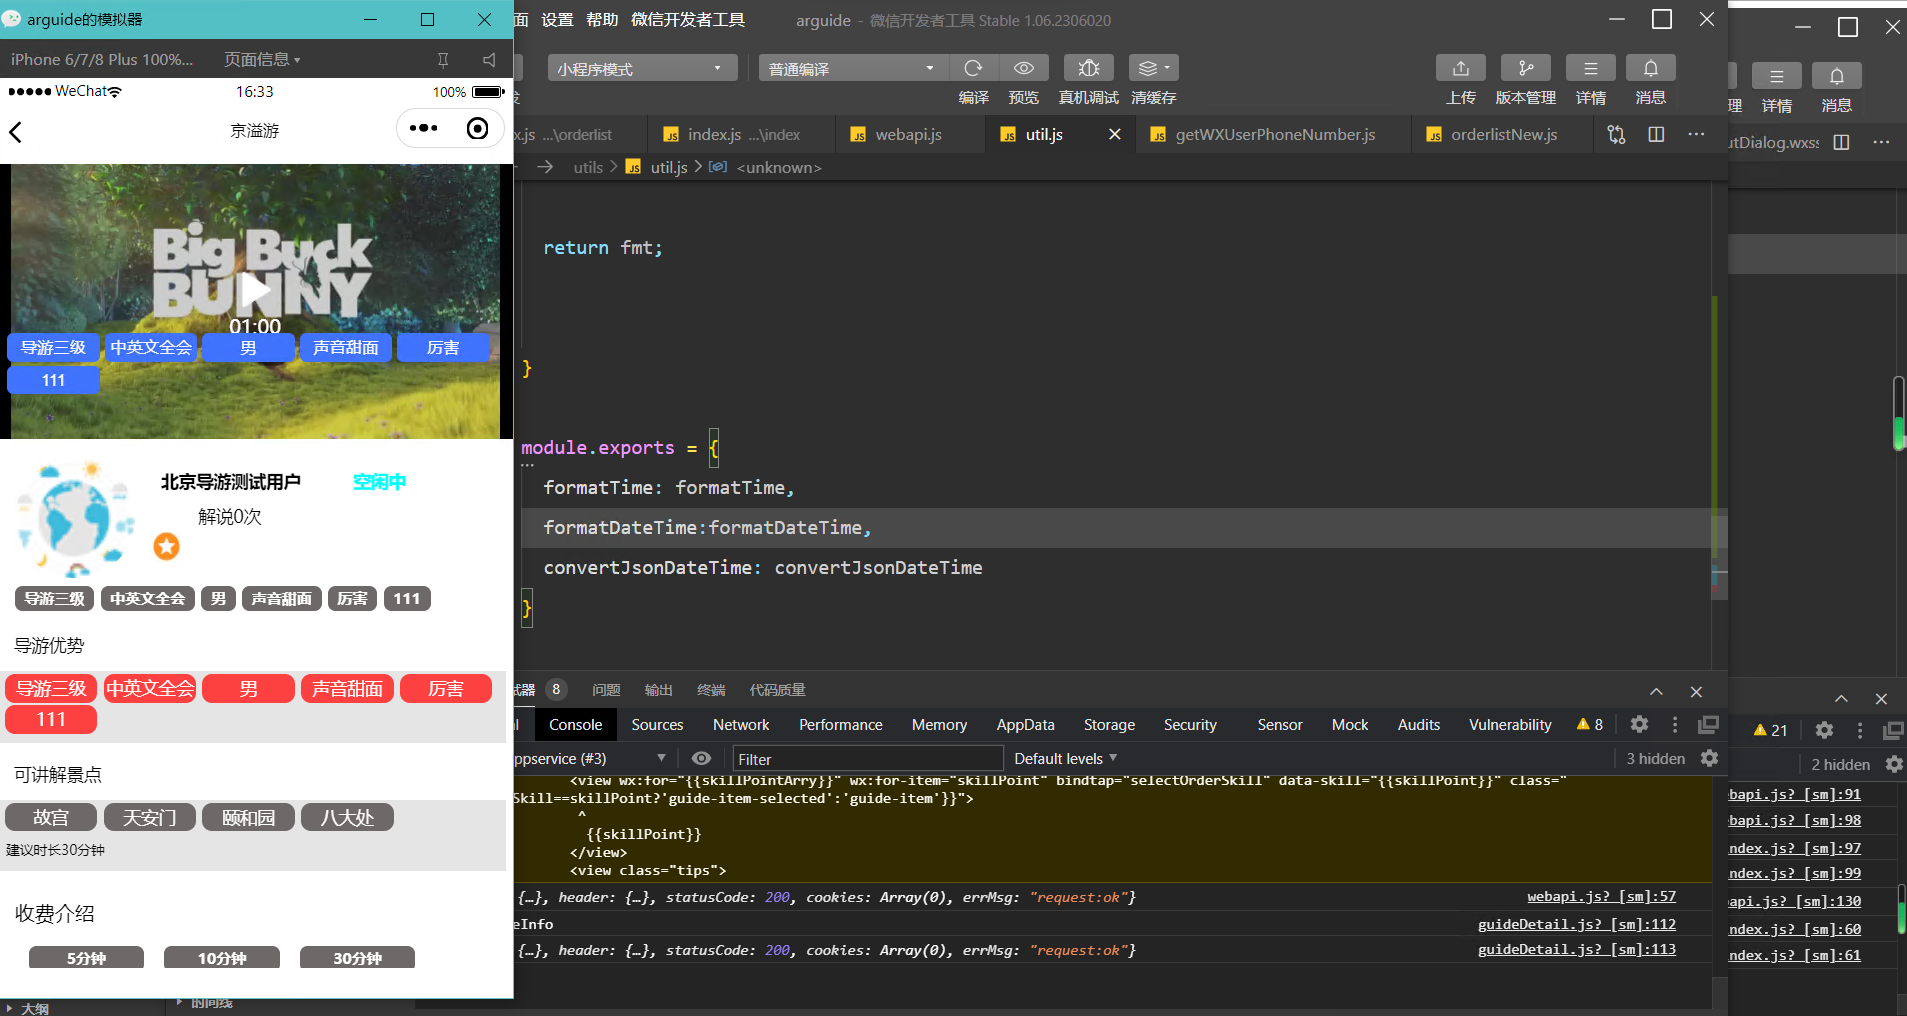 arguide的模拟器
iPhone 6/7/8 Plus 100%...
页面信息
WeChat
16:33
100%
京溢游
Big Buck
BUNNY
01:00
导游三级 中英文全会 男 声音甜面 厉害
111
北京导游测试用户 空闲中
解说0次
导游三级 中英文全会 男 声音甜面 厉害 111
导游优势
导游三级 中英文全会 男 声音甜面 厉害
111
可讲解景点
故宫 天安门 颐和园 八大处
建议时长30分钟
收费介绍
5分钟 10分钟 30分钟
大纲
的间线
面 设置 帮助 微信开发者工具 arguide - 微信开发者工具 Stable 1.06.2306020
小程序模式 普通编译
编译 预览 真机调试 清缓存 上传 版本管理 详情 消息
x.js ...\orderlist index.js ...\index webapi.js util.js getWXUserPhoneNumber.js orderlistNew.js
utils > util.js > <unknown>
return fmt;
}
module.exports = {
...
formatTime: formatTime,
formatDateTime:formatDateTime,
convertJsonDateTime: convertJsonDateTime
}
试器 8 问题 输出 终端 代码质量
l Console Sources Network Performance Memory AppData Storage Security Sensor Mock Audits Vulnerability 8
ppservice (#3) Filter Default levels 3 hidden
<view wx:for="{{skillPointArry}}" wx:for-item="skillPoint" bindtap="selectOrderSkill" data-skill="{{skillPoint}}" class="
Skill==skillPoint?'guide-item-selected':'guide-item'}}">
^
{{skillPoint}}
</view>
<view class="tips">
{…}, header: {…}, statusCode: 200, cookies: Array(0), errMsg: "request:ok"} webapi.js? [sm]:57
eInfo guideDetail.js? [sm]:112
{…}, header: {…}, statusCode: 200, cookies: Array(0), errMsg: "request:ok"} guideDetail.js? [sm]:113
理 详情 消息
utDialog.wxss
21
2 hidden
ebapi.js? [sm]:91
ebapi.js? [sm]:98
index.js? [sm]:97
index.js? [sm]:99
bapi.js? [sm]:130
index.js? [sm]:60
index.js? [sm]:61